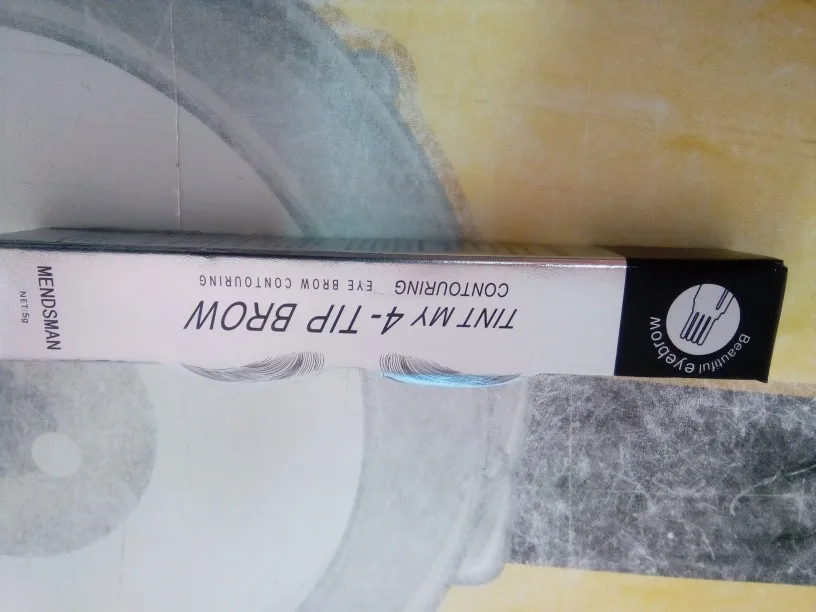 TINT MY 4-TIP BROW
CONTOURING EYE BROW CONTOURING
Beautiful eyebrow
MENDSMAN
NET:5g